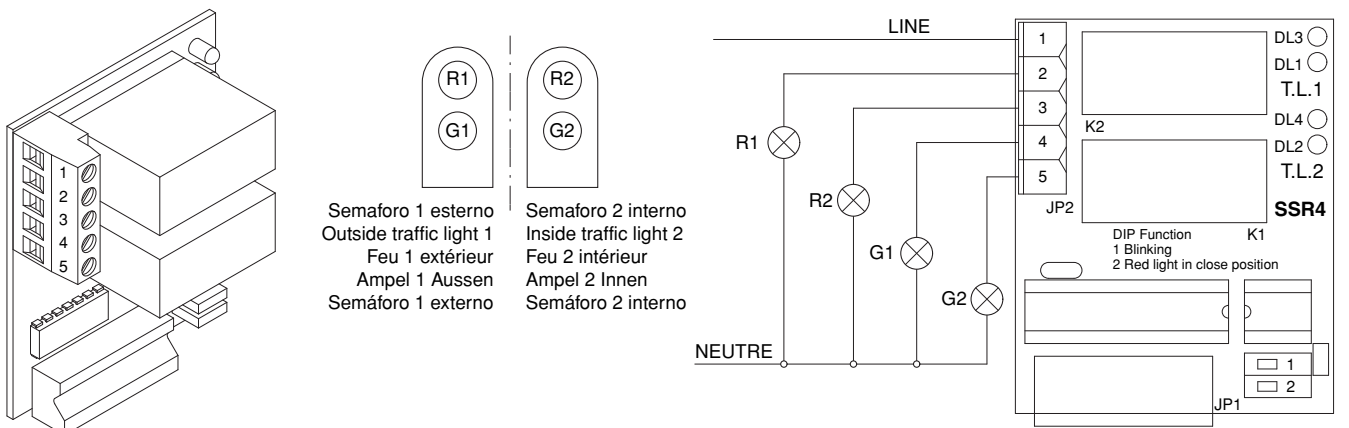 1
2
3
4
5
R1
G1
R2
G2
Semaforo 1 esterno
Outside traffic light 1
Feu 1 extérieur
Ampel 1 Aussen
Semáforo 1 externo
Semaforo 2 interno
Inside traffic light 2
Feu 2 intérieur
Ampel 2 Innen
Semáforo 2 interno
LINE
R1
R2
G1
G2
NEUTRE
1
2
3
4
5
JP2
K2
DL3
DL1
T.L.1
DL4
DL2
T.L.2
SSR4
K1
DIP Function
1 Blinking
2 Red light in close position
1
2
JP1